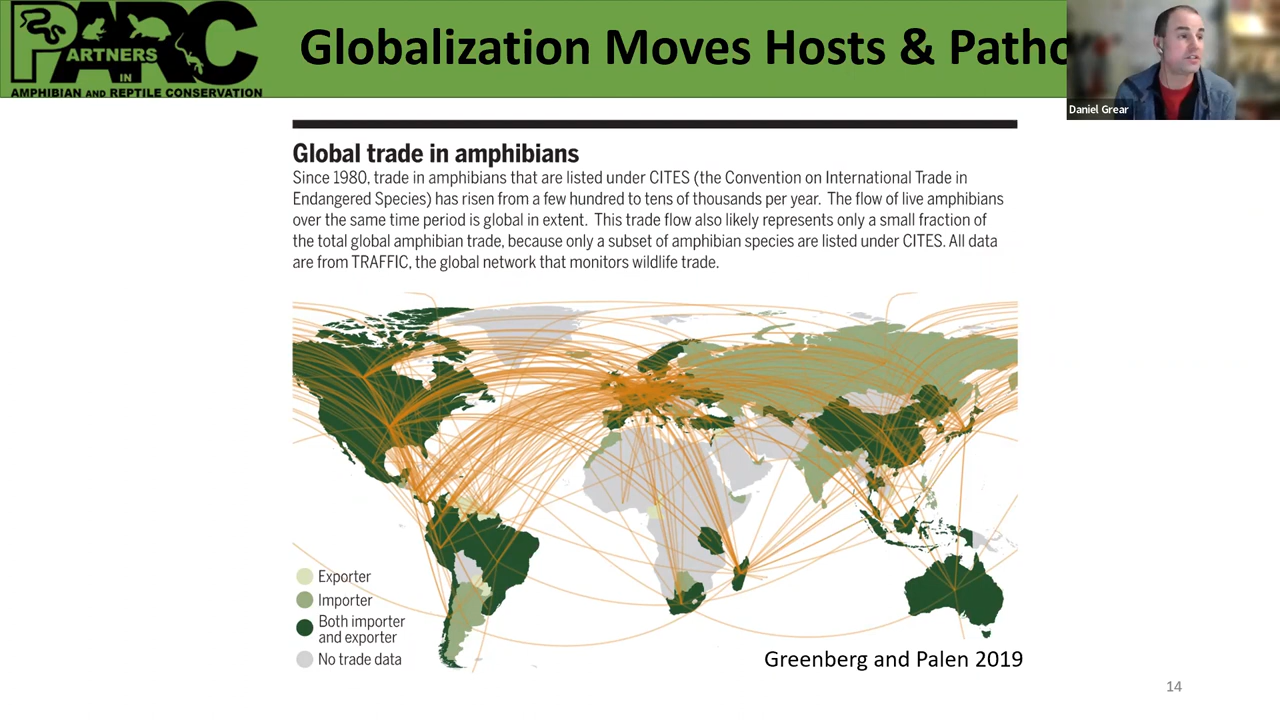 PARC
PARTNERS
IN
AMPHIBIAN AND REPTILE CONSERVATION
Globalization Moves Hosts & Patho
Daniel Grear
Global trade in amphibians
Since 1980, trade in amphibians that are listed under CITES (the Convention on International Trade in
Endangered Species) has risen from a few hundred to tens of thousands per year. The flow of live amphibians
over the same time period is global in extent. This trade flow also likely represents only a small fraction of
the total global amphibian trade, because only a subset of amphibian species are listed under CITES. All data
are from TRAFFIC, the global network that monitors wildlife trade.
Exporter
Importer
Both importer
and exporter
No trade data
Greenberg and Palen 2019
14